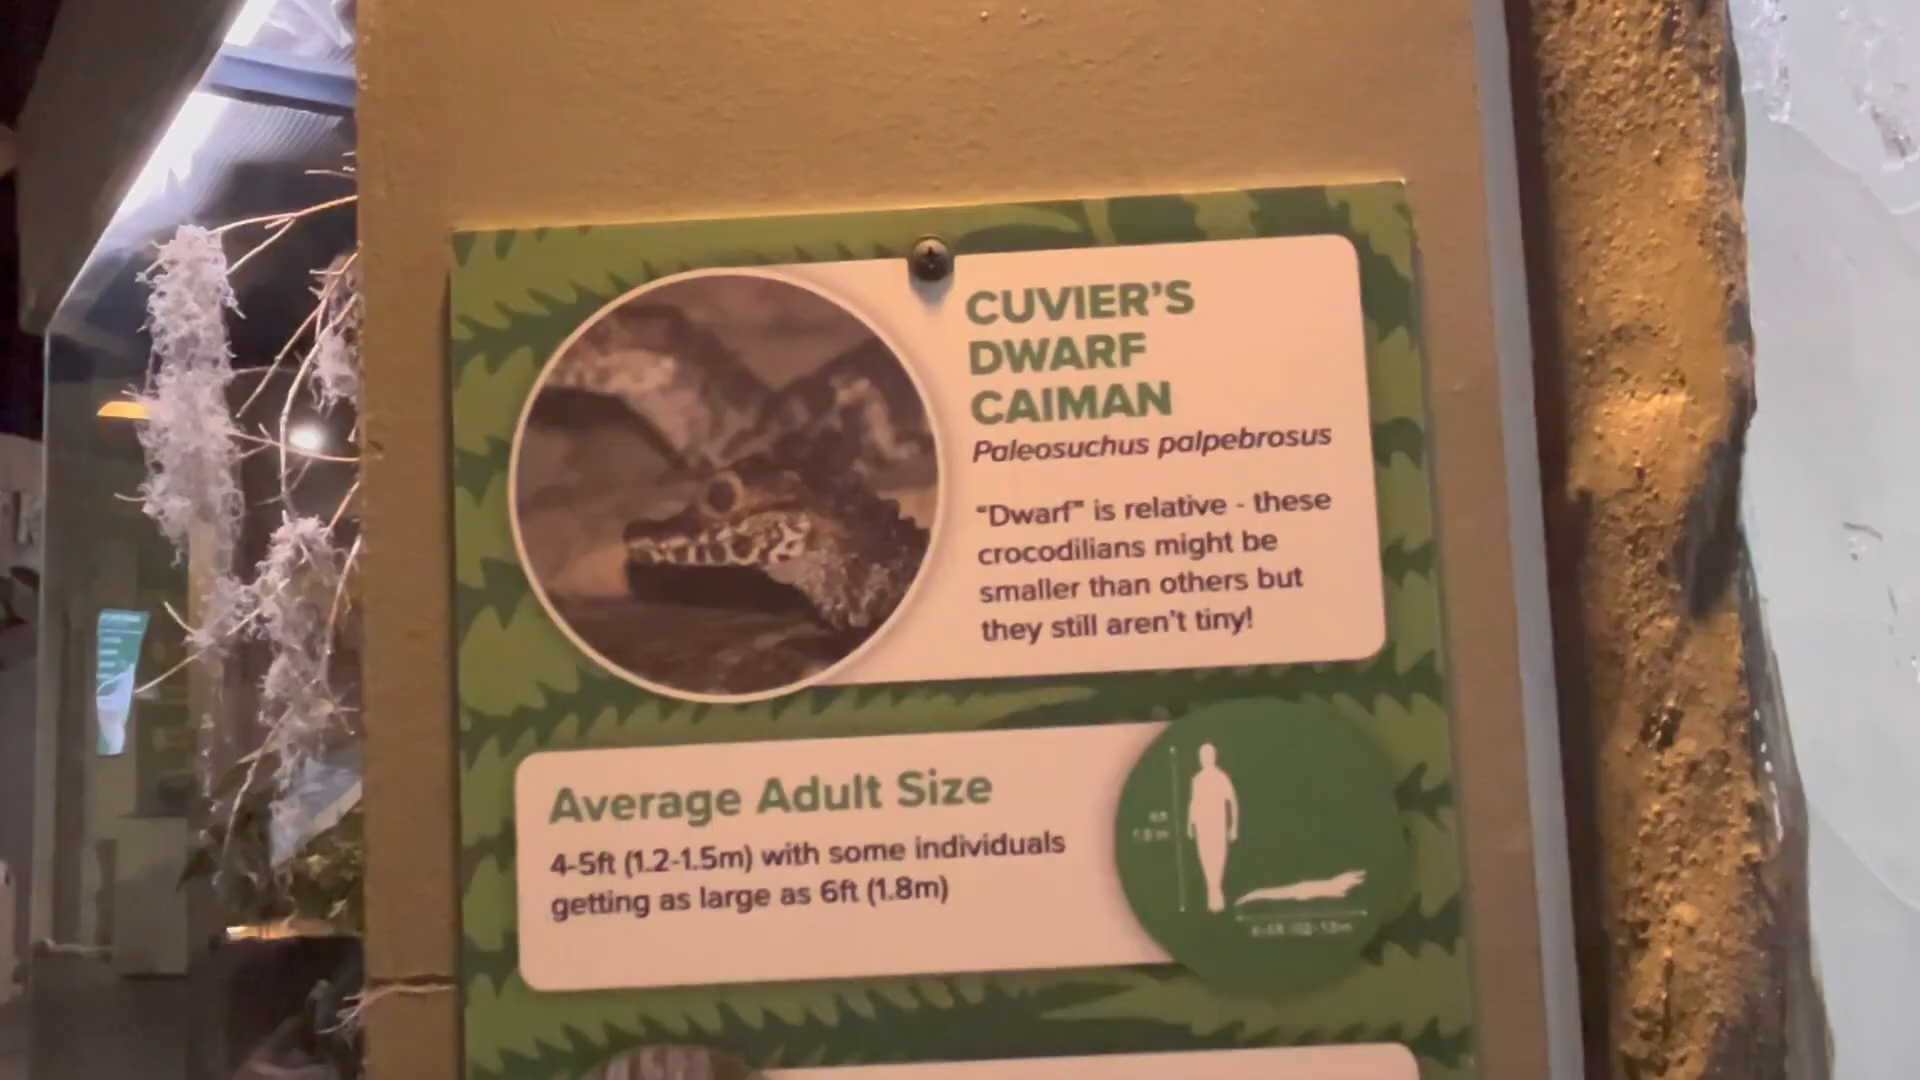 CUVIER'S
DWARF
CAIMAN
Paleosuchus palpebrosus
"Dwarf" is relative - these
crocodilians might be
smaller than others but
they still aren't tiny!
Average Adult Size
4-5ft (1.2-1.5m) with some individuals
getting as large as 6ft (1.8m)